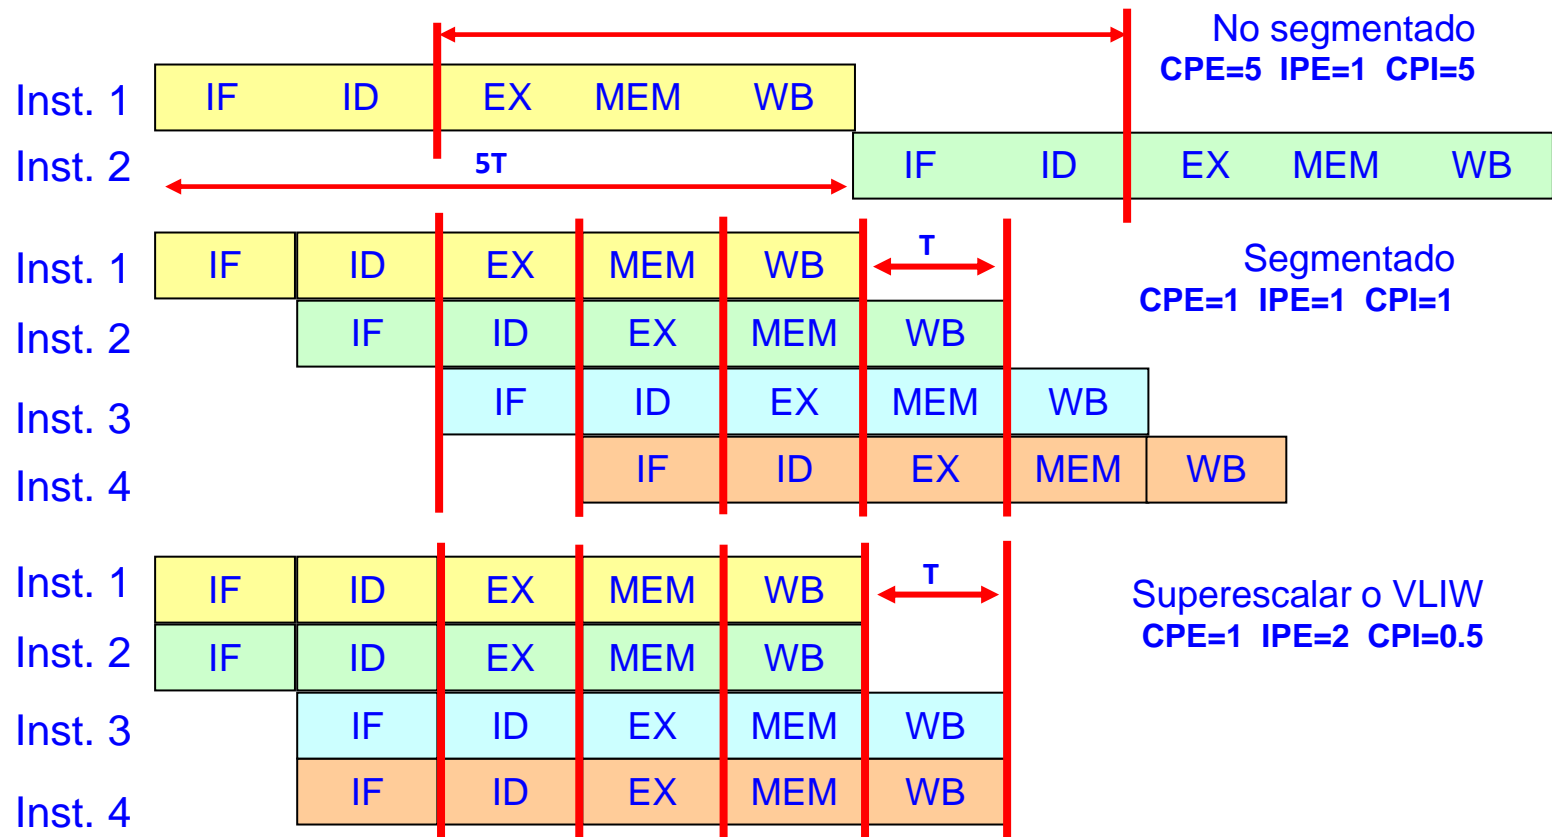 No segmentado
CPE=5 IPE=1 CPI=5
Inst. 1 IF ID EX MEM WB
5T
Inst. 2 IF ID EX MEM WB
Segmentado
CPE=1 IPE=1 CPI=1
Inst. 1 IF ID EX MEM WB T
Inst. 2 IF ID EX MEM WB
Inst. 3 IF ID EX MEM WB
Inst. 4 IF ID EX MEM WB
Superescalar o VLIW
CPE=1 IPE=2 CPI=0.5
Inst. 1 IF ID EX MEM WB T
Inst. 2 IF ID EX MEM WB
Inst. 3 IF ID EX MEM WB
Inst. 4 IF ID EX MEM WB